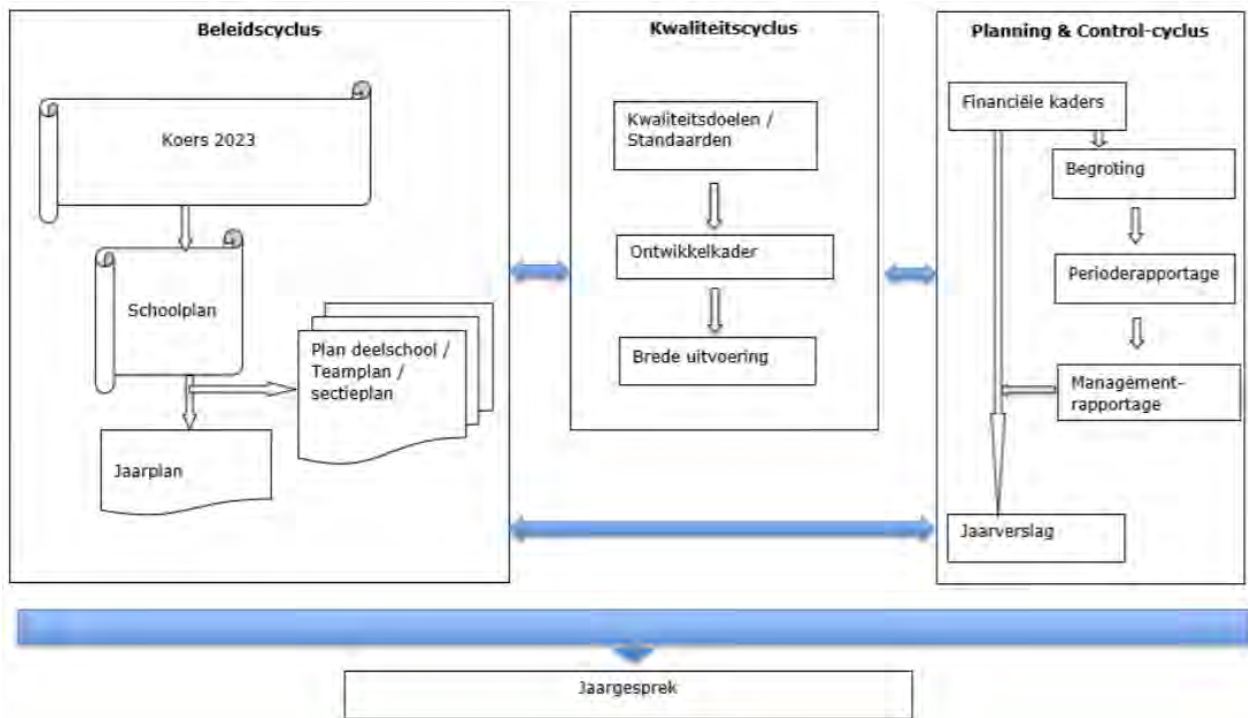 Beleidscyclus
Koers 2023
Schoolplan
Plan deelschool /
Teamplan /
sectieplan
Jaarplan
Kwaliteitscyclus
Kwaliteitsdoelen /
Standaarden
Ontwikkelkader
Brede uitvoering
Planning & Control-cyclus
Financiële kaders
Begroting
Perioderapportage
Management-
rapportage
Jaarverslag
Jaargesprek